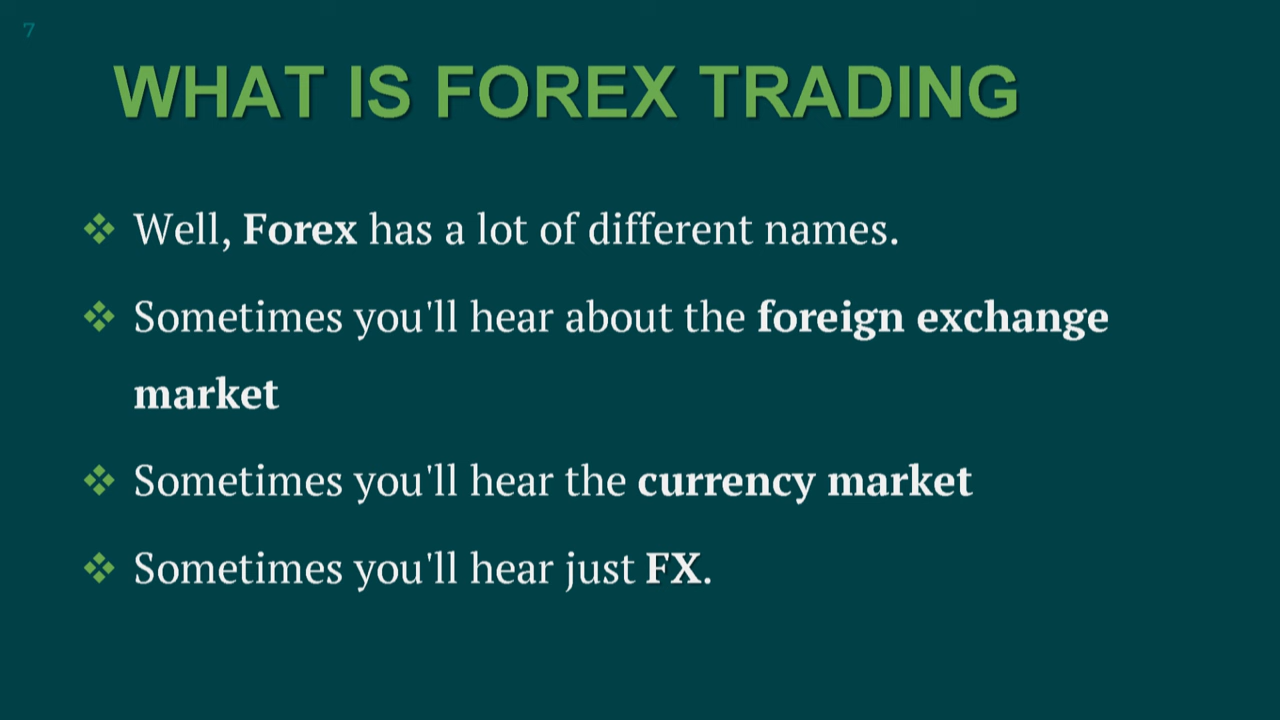 7
WHAT IS FOREX TRADING
❖ Well, Forex has a lot of different names.
❖ Sometimes you'll hear about the foreign exchange
market
❖ Sometimes you'll hear the currency market
❖ Sometimes you'll hear just FX.